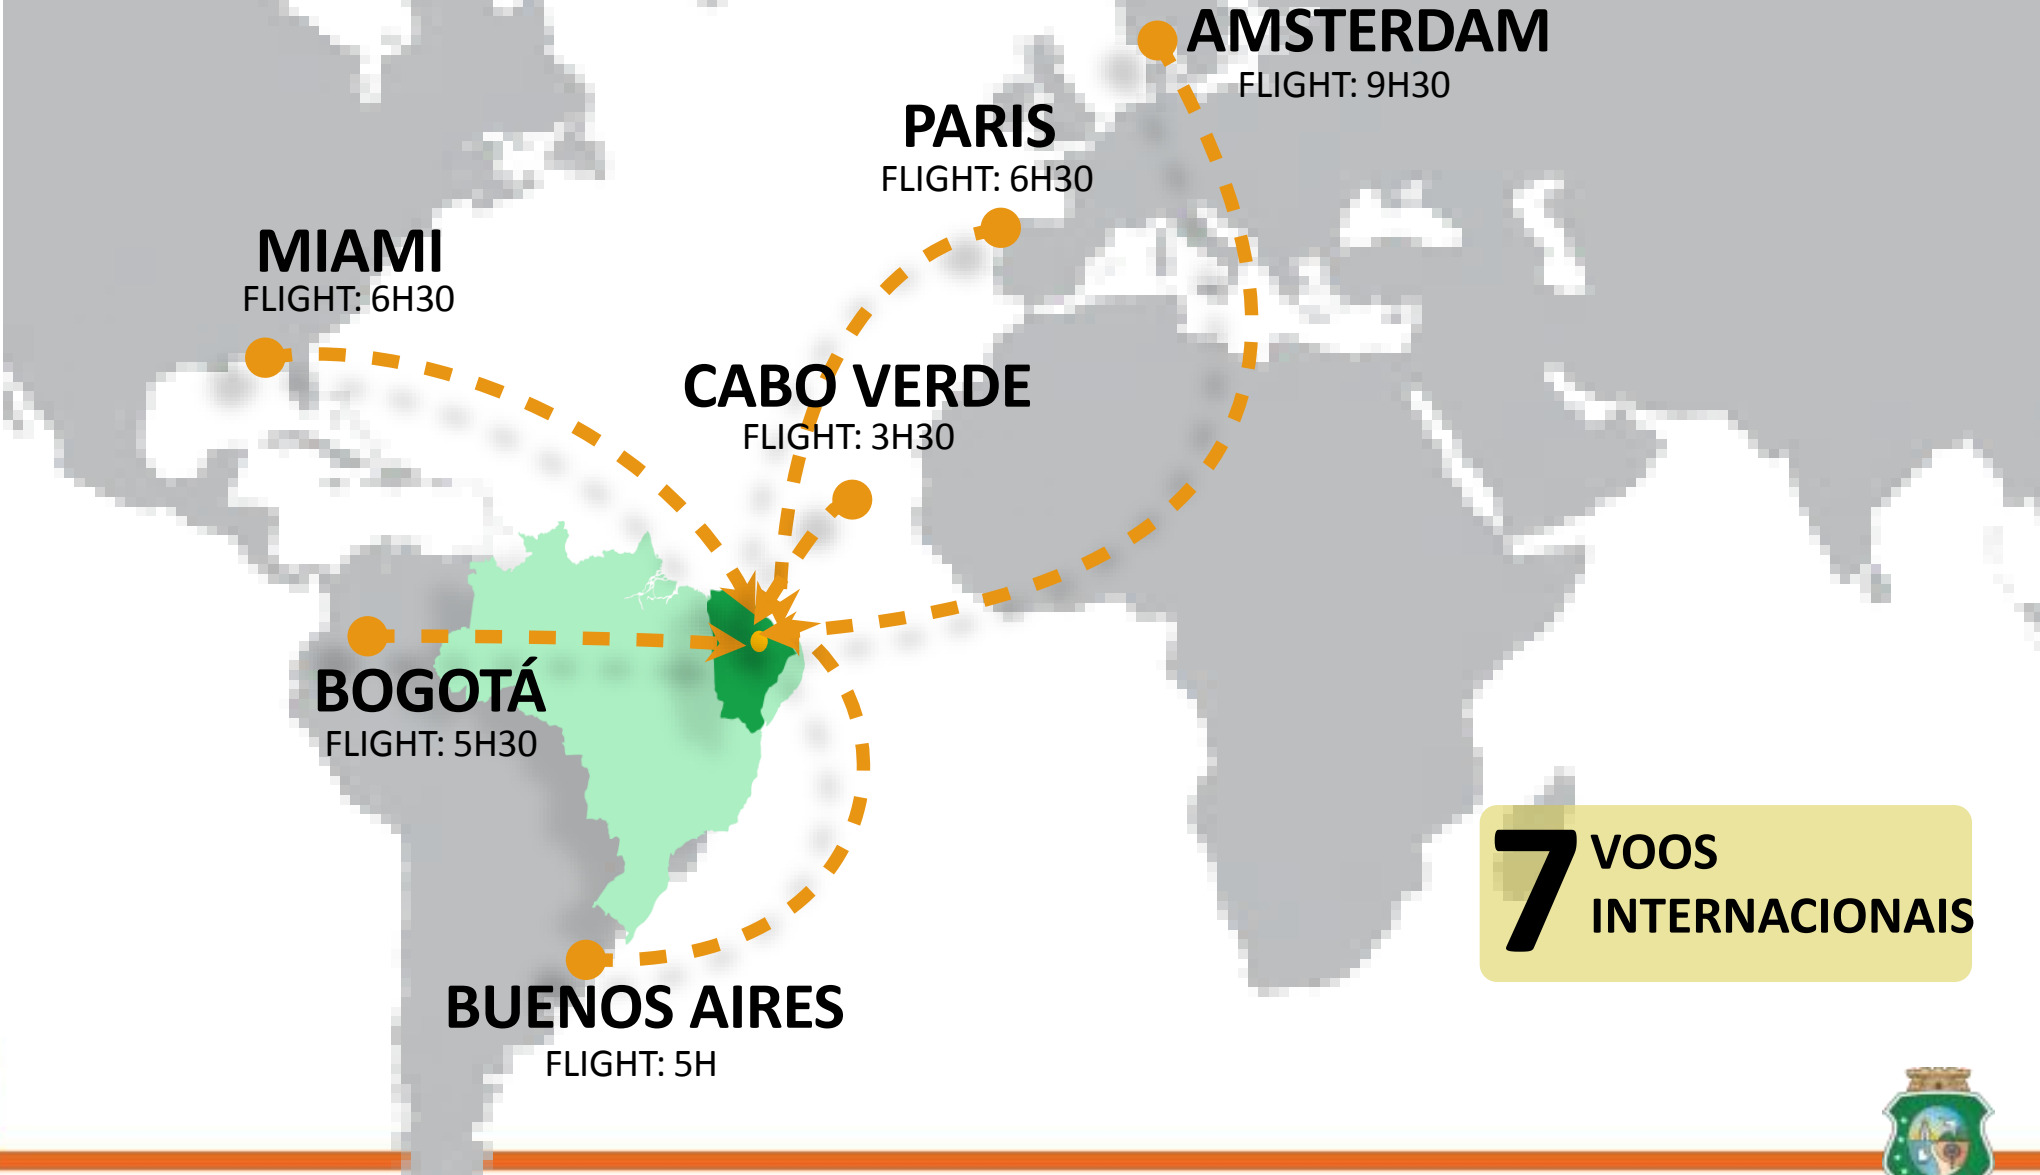 AMSTERDAM
FLIGHT: 9H30
PARIS
FLIGHT: 6H30
MIAMI
FLIGHT: 6H30
CABO VERDE
FLIGHT: 3H30
BOGOTÁ
FLIGHT: 5H30
7 VOOS
INTERNACIONAIS
BUENOS AIRES
FLIGHT: 5H